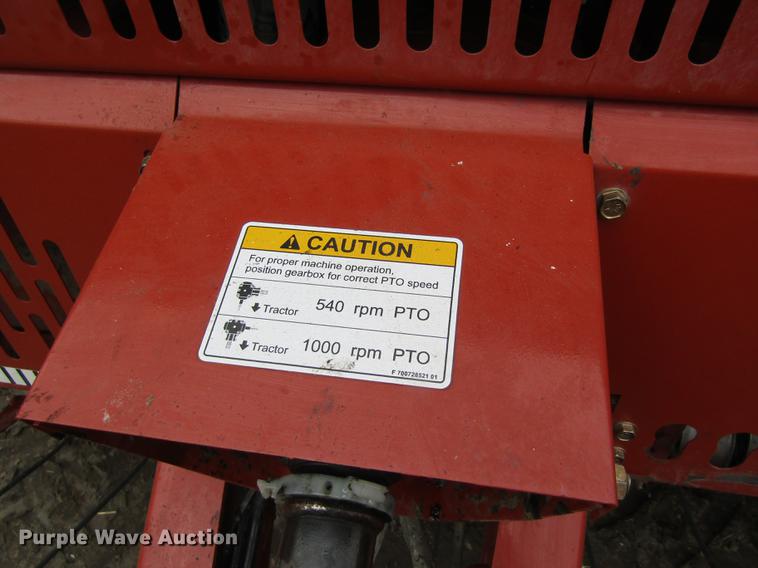 CAUTION
For proper machine operation,
position gearbox for correct PTO speed
Tractor 540 rpm PTO
Tractor 1000 rpm PTO
F 700728521 01
Purple Wave Auction